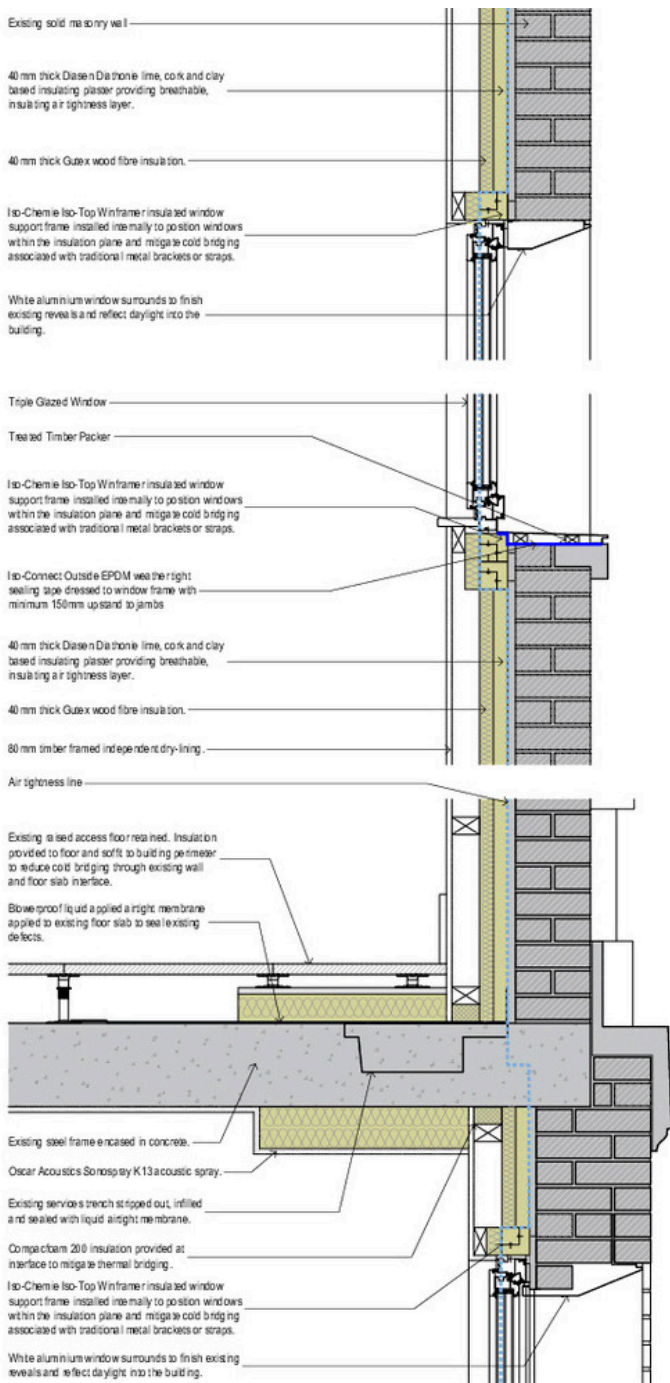 Existing solid masonry wall
40mm thick Diasen Diathonie lime, cork and clay
based insulating plaster providing breathable,
insulating air tightness layer.
40mm thick Gutex wood fibre insulation.
Iso-Chemie Iso-Top Winframer insulated window
support frame installed internally to position windows
within the insulation plane and mitigate cold bridging
associated with traditional metal brackets or straps.
White aluminium window surrounds to finish
existing reveals and reflect daylight into the
building.
Triple Glazed Window
Treated Timber Packer
Iso-Chemie Iso-Top Winframer insulated window
support frame installed internally to position windows
within the insulation plane and mitigate cold bridging
associated with traditional metal brackets or straps.
Iso-Connect Outside EPDM weather tight
sealing tape dressed to window frame with
minimum 150mm upstand to jambs
40mm thick Diasen Diathonie lime, cork and clay
based insulating plaster providing breathable,
insulating air tightness layer.
40mm thick Gutex wood fibre insulation.
80mm timber framed independent dry-lining.
Air tightness line
Existing raised access floor retained. Insulation
provided to floor and soffit to building perimeter
to reduce cold bridging through existing wall
and floor slab interface.
Blowerproof liquid applied airtight membrane
applied to existing floor slab to seal existing
defects.
Existing steel frame encased in concrete.
Oscar Acoustics Sonospray K13 acoustic spray.
Existing services trench stripped out, infilled
and sealed with liquid airtight membrane.
Compacfoam 200 insulation provided at
interface to mitigate thermal bridging.
Iso-Chemie Iso-Top Winframer insulated window
support frame installed internally to position windows
within the insulation plane and mitigate cold bridging
associated with traditional metal brackets or straps.
White aluminium window surrounds to finish existing
reveals and reflect daylight into the building.